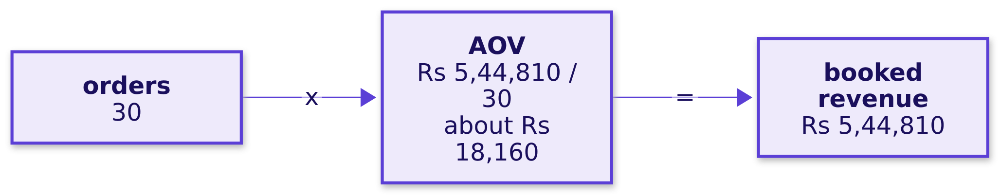 orders
30
x
AOV
Rs 5,44,810 /
30
about Rs
18,160
=
booked
revenue
Rs 5,44,810